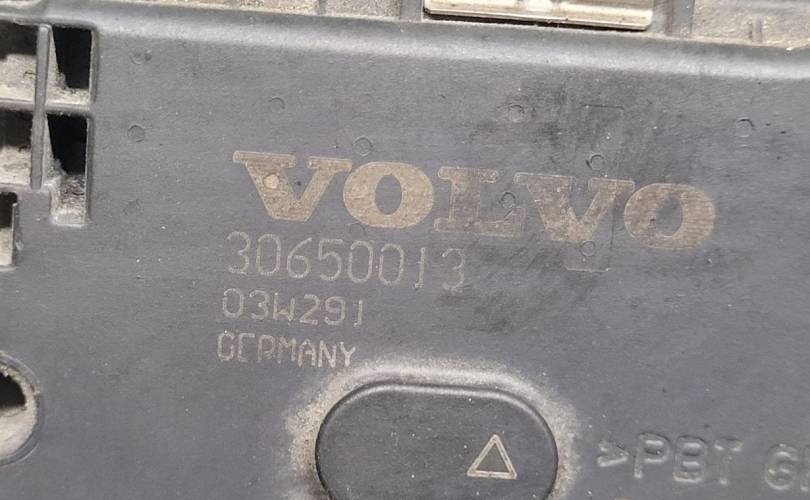 VOLVO
30650013
03W291
GERMANY
>PBT